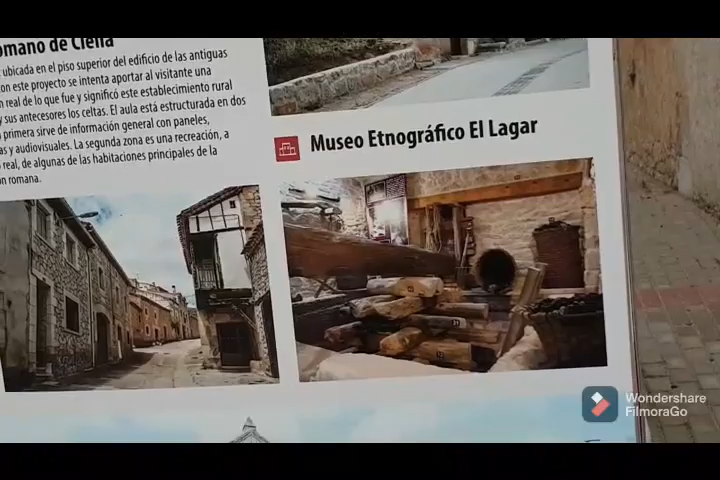 omano de Clella
ubicada en el piso superior del edificio de las antiguas
on este proyecto se intenta aportar al visitante una
n real de lo que fue y significó este establecimiento rural
y sus antecesores los celtas. El aula está estructurada en dos
primera sirve de información general con paneles,
as y audiovisuales. La segunda zona es una recreación, a
real, de algunas de las habitaciones principales de la
n romana.
Museo Etnográfico El Lagar
Wondershare
FilmoraGo